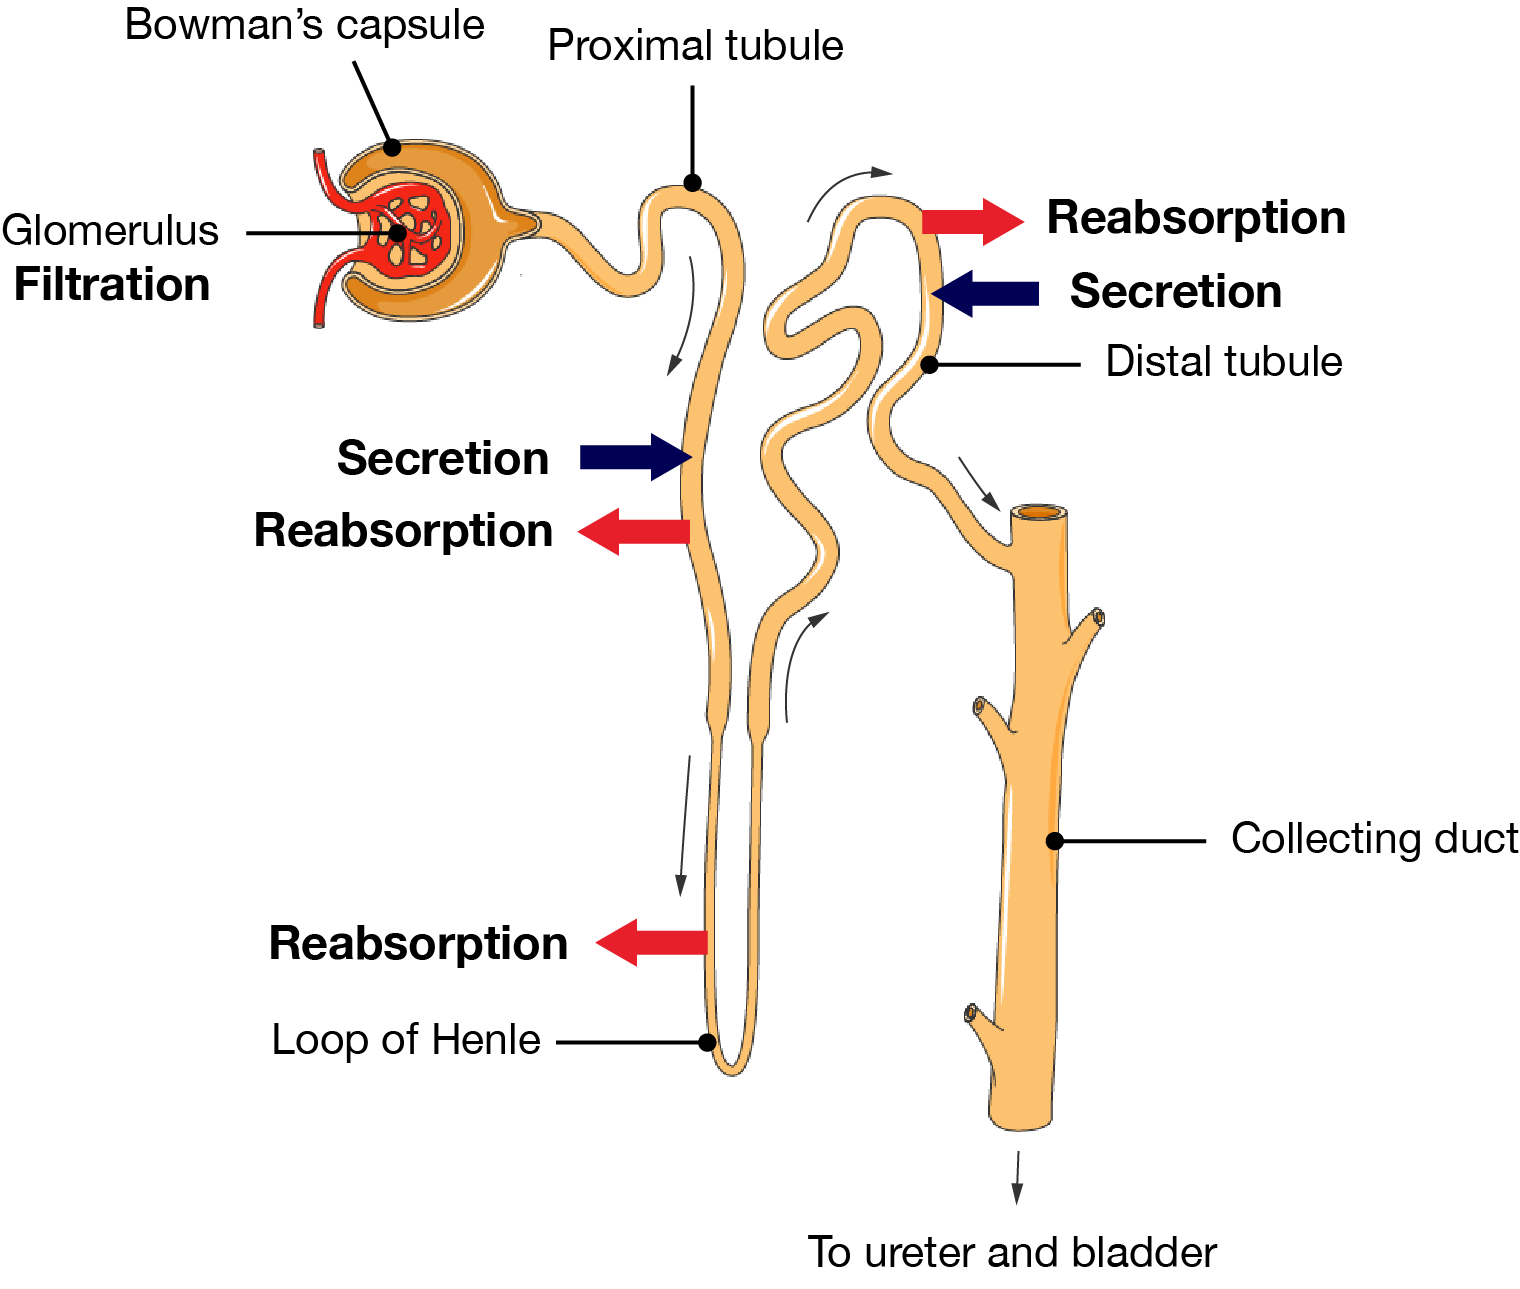 Bowman’s capsule
Proximal tubule
Glomerulus
Filtration
Reabsorption
Secretion
Distal tubule
Secretion
Reabsorption
Collecting duct
Reabsorption
Loop of Henle
To ureter and bladder